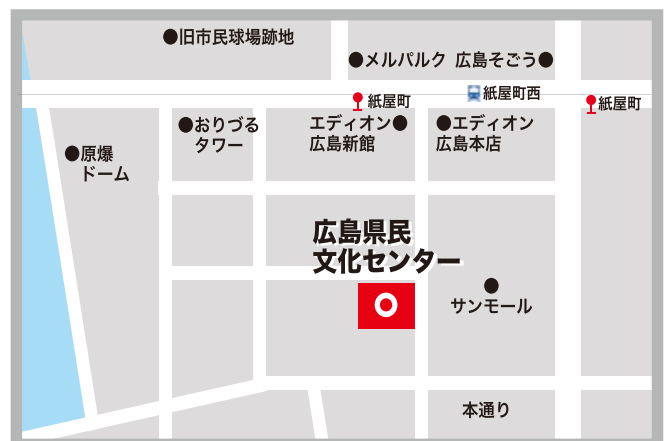 ●旧市民球場跡地
●メルパルク 広島そごう●
紙屋町
紙屋町西
紙屋町
●おりづる
タワー
エディオン●
広島新館
●エディオン
広島本店
●原爆
ドーム
広島県民
文化センター
サンモール
本通り